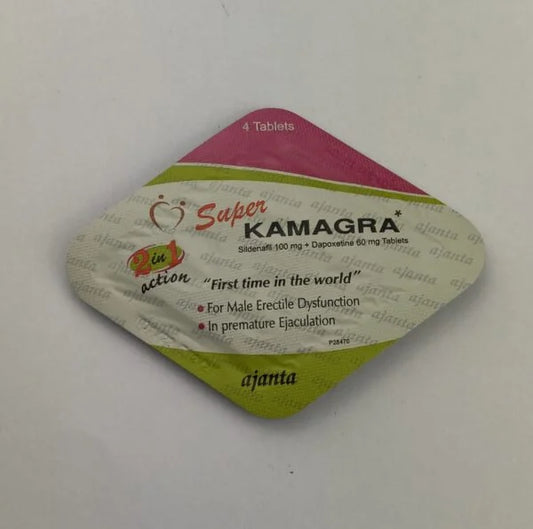 4 Tablets
Super
KAMAGRA*
Sildenafil 100 mg + Dapoxetine 60 mg Tablets
2 in 1
action
"First time in the world"
• For Male Erectile Dysfunction
• In premature Ejaculation
P26470
ajanta